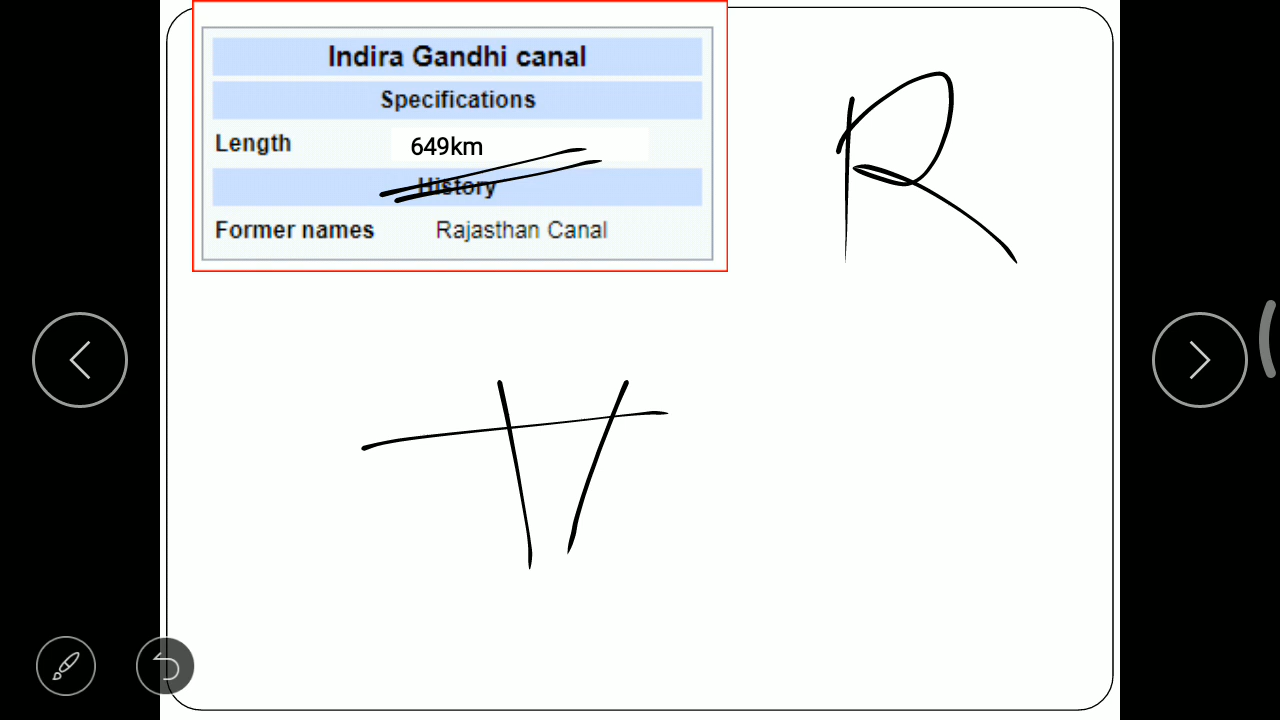 Indira Gandhi canal
Specifications
Length 649km
History
Former names Rajasthan Canal
R